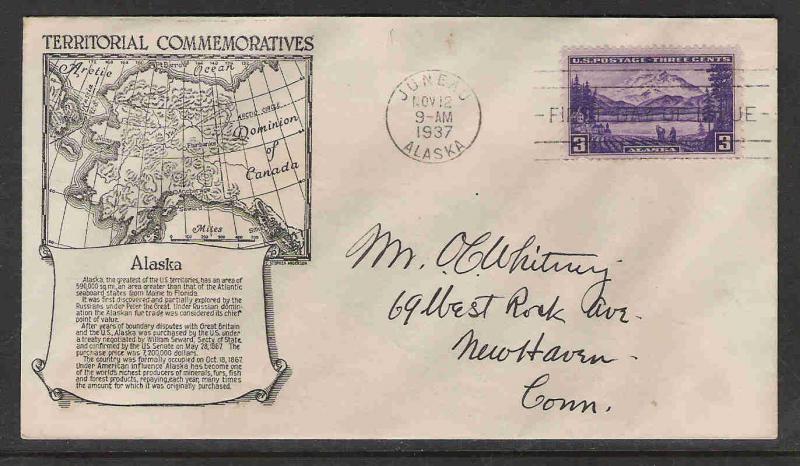 TERRITORIAL COMMEMORATIVES
Arctic Pt Barrow Ocean
ARCTIC CIRCLE
Dominion
of
Canada
Fairbanks
Miles
STEPHEN ANDERSON
Alaska
Alaska, the greatest of the U.S. territories, has an area of
590,000 sq mi, an area greater than that of the Atlantic
seaboard states from Maine to Florida.
It was first discovered and partially explored by the
Russians under Peter the Great. Under Russian domin-
ation the Alaskan fur trade was considered its chief
point of value.
After years of boundary disputes with Great Britain
and the U.S., Alaska was purchased by the U.S. under
a treaty negotiated by William Seward, Secty of State,
and confirmed by the U.S. Senate on May 28, 1867. The
purchase price was 7,200,000 dollars.
The country was formally occupied on Oct. 18, 1867.
Under American influence Alaska has become one
of the world's richest producers of minerals, furs, fish
and forest products, repaying, each year, many times
the amount for which it was originally purchased.
JUNEAU
NOV 12
9-AM
1937
ALASKA
U.S. POSTAGE - THREE CENTS
- FIRST DAY OF ISSUE -
3 ALASKA 3
Mr. O C Whitney
69 West Rock Ave.
New Haven.
Conn.